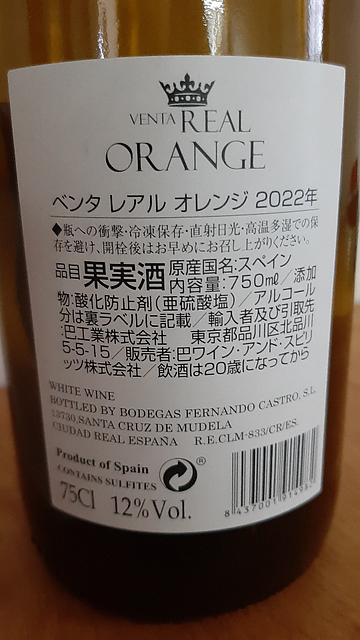 VENTA REAL
ORANGE
ベンタ レアル オレンジ 2022年
◆瓶への衝撃・冷凍保存・直射日光・高温多湿での保
存を避け、開栓後はお早めにお召し上がりください。
品目 果実酒 原産国名:スペイン
内容量:750mℓ/添加
物:酸化防止剤(亜硫酸塩)/アルコール
分は裏ラベルに記載/輸入者及び引取先
:巴工業株式会社 東京都品川区北品川
5-5-15/販売者:巴ワイン・アンド・スピリ
ッツ株式会社/飲酒は20歳になってから
WHITE WINE
BOTTLED BY BODEGAS FERNANDO CASTRO, S.L.
13730,SANTA CRUZ DE MUDELA
CIUDAD REAL ESPAÑA R.E.CLM-833/CR/ES.
Product of Spain
CONTAINS SULFITES
75Cl 12%Vol.
®
8 437001